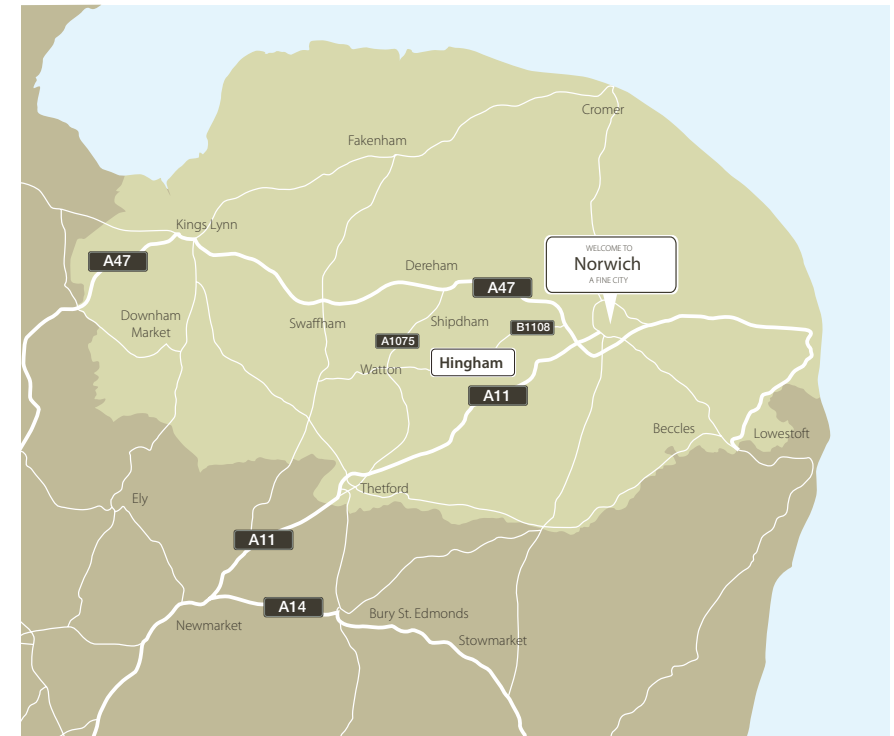 Cromer
Fakenham
Kings Lynn
WELCOME TO
Norwich
A FINE CITY
A47
Dereham
A47
Downham
Market
Swaffham
Shipdham
B1108
A1075
Hingham
Watton
A11
Beccles
Lowestoft
Thetford
Ely
A11
A14
Bury St. Edmonds
Newmarket
Stowmarket